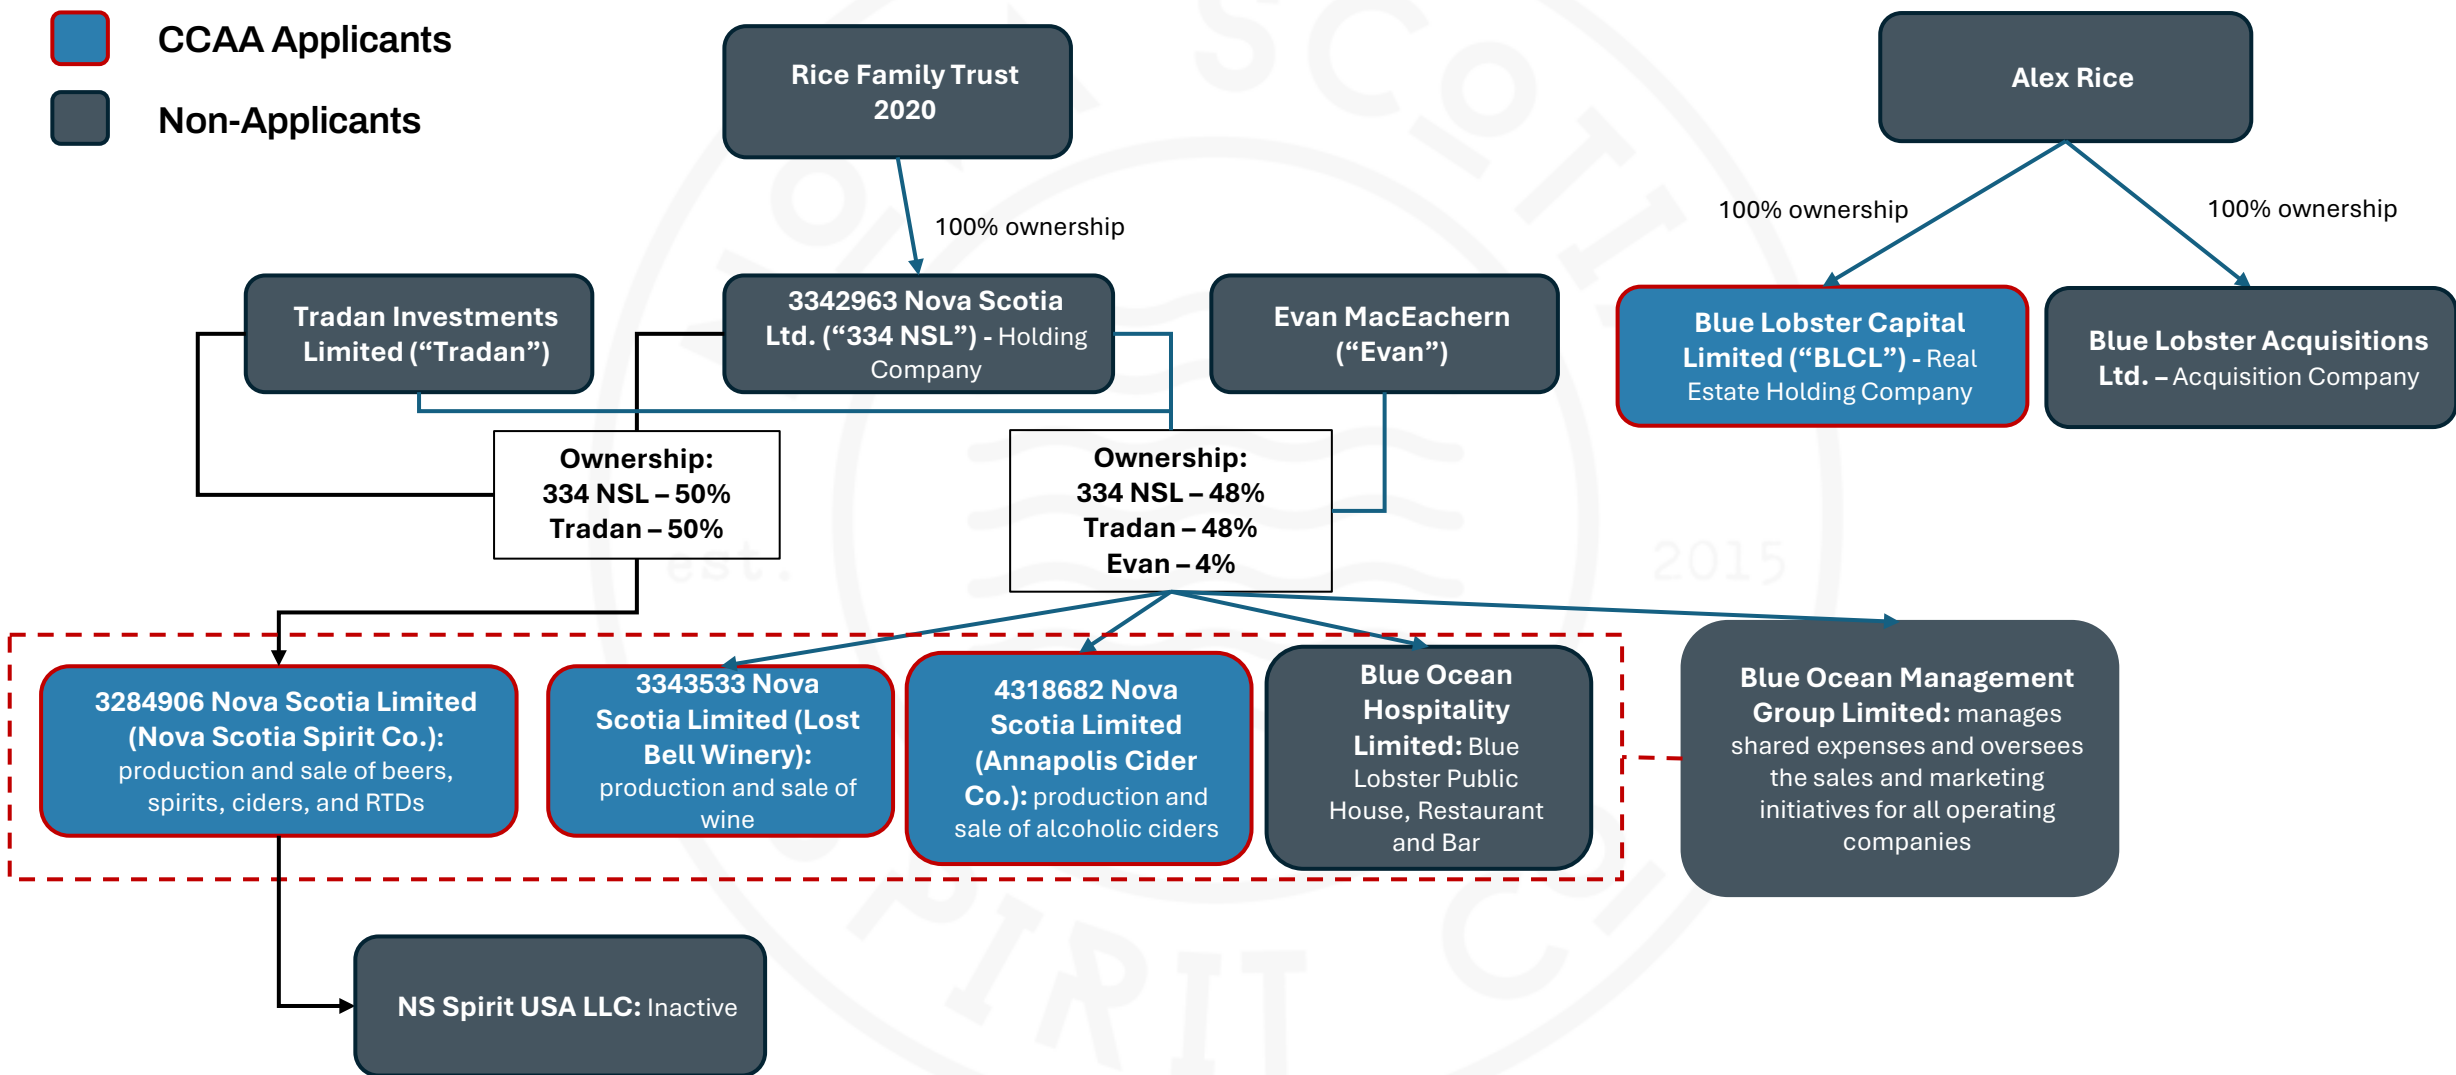 CCAA Applicants
Non-Applicants
Rice Family Trust
2020
Alex Rice
100% ownership
100% ownership
100% ownership
Tradan Investments
Limited (“Tradan”)
3342963 Nova Scotia
Ltd. (“334 NSL”) - Holding
Company
Evan MacEachern
(“Evan”)
Blue Lobster Capital
Limited (“BLCL”) - Real
Estate Holding Company
Blue Lobster Acquisitions
Ltd. – Acquisition Company
Ownership:
334 NSL – 50%
Tradan – 50%
Ownership:
334 NSL – 48%
Tradan – 48%
Evan – 4%
3284906 Nova Scotia Limited
(Nova Scotia Spirit Co.):
production and sale of beers,
spirits, ciders, and RTDs
3343533 Nova
Scotia Limited (Lost
Bell Winery):
production and sale of
wine
4318682 Nova
Scotia Limited
(Annapolis Cider
Co.): production and
sale of alcoholic ciders
Blue Ocean
Hospitality
Limited: Blue
Lobster Public
House, Restaurant
and Bar
Blue Ocean Management
Group Limited: manages
shared expenses and oversees
the sales and marketing
initiatives for all operating
companies
NS Spirit USA LLC: Inactive
NOVA SCOTIA
est. 2015
SPIRIT CO